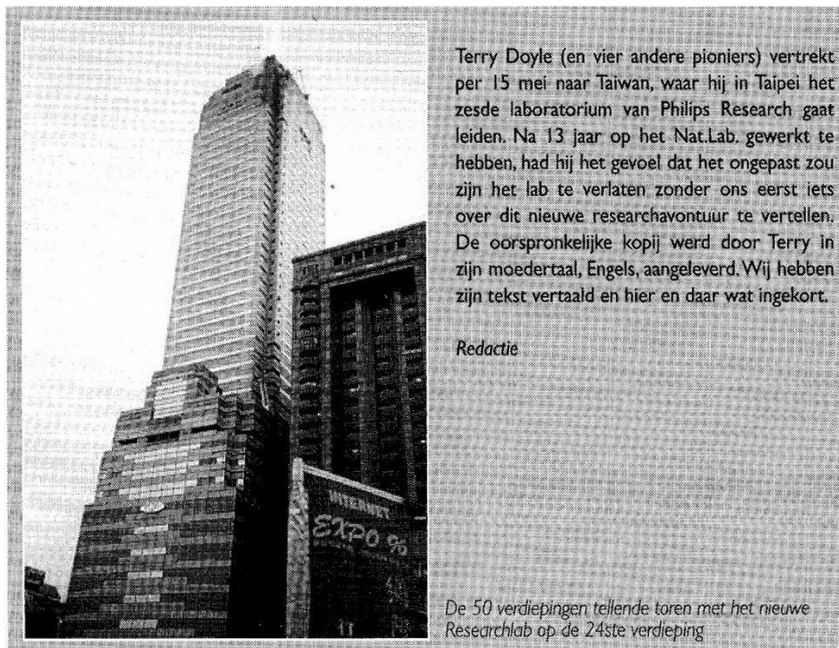 Terry Doyle (en vier andere pioniers) vertrekt
per 15 mei naar Taiwan, waar hij in Taipei het
zesde laboratorium van Philips Research gaat
leiden. Na 13 jaar op het Nat.Lab. gewerkt te
hebben, had hij het gevoel dat het ongepast zou
zijn het lab te verlaten zonder ons eerst iets
over dit nieuwe researchavontuur te vertellen.
De oorspronkelijke kopij werd door Terry in
zijn moedertaal, Engels, aangeleverd. Wij hebben
zijn tekst vertaald en hier en daar wat ingekort.
Redactie
INTERNET
EXPO %
De 50 verdiepingen tellende toren met het nieuwe
Researchlab op de 24ste verdieping